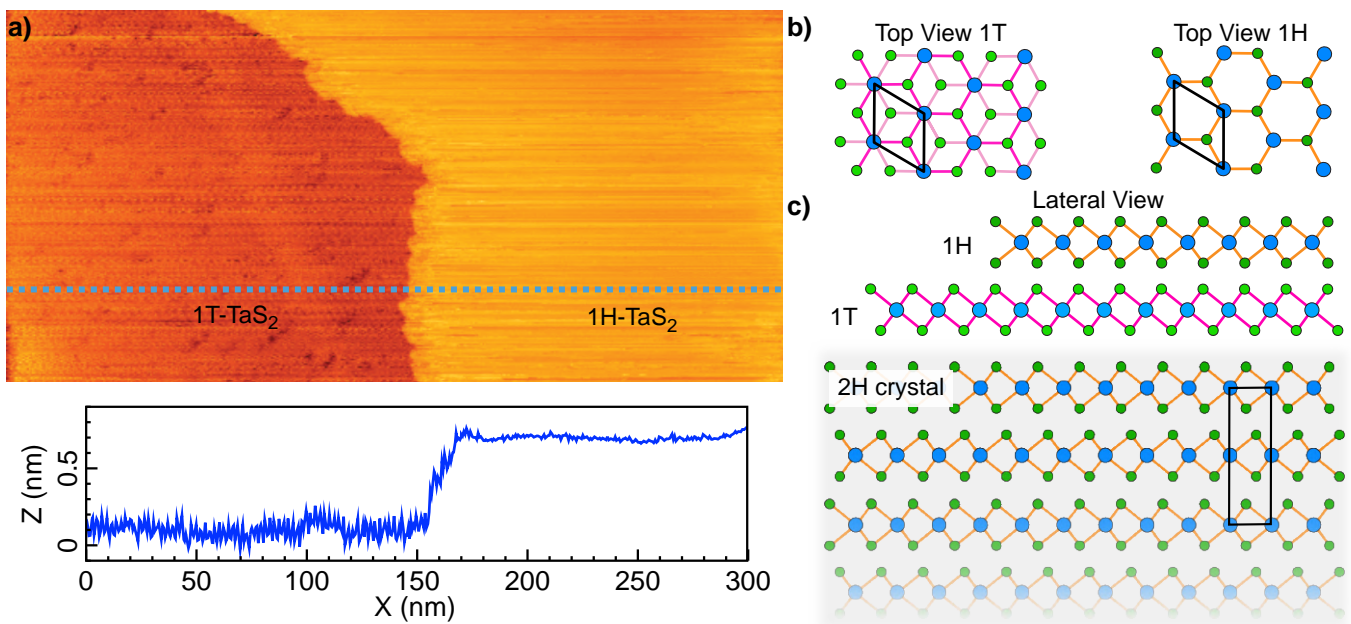 a)
1T-TaS₂
1H-TaS₂
Z (nm)
0.5
0
0
50
100
150
200
250
300
X (nm)
b)
Top View 1T
Top View 1H
c)
Lateral View
1H
1T
2H crystal